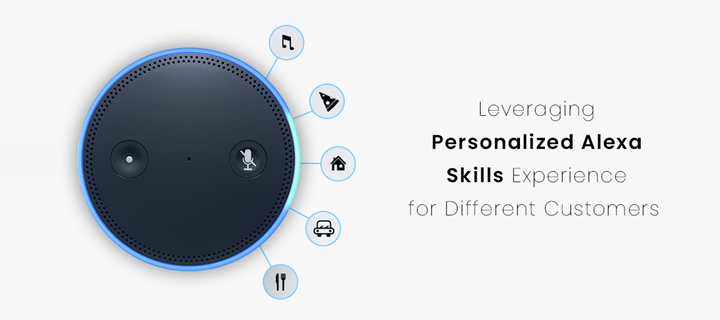 Leveraging
Personalized Alexa
Skills Experience
for Different Customers